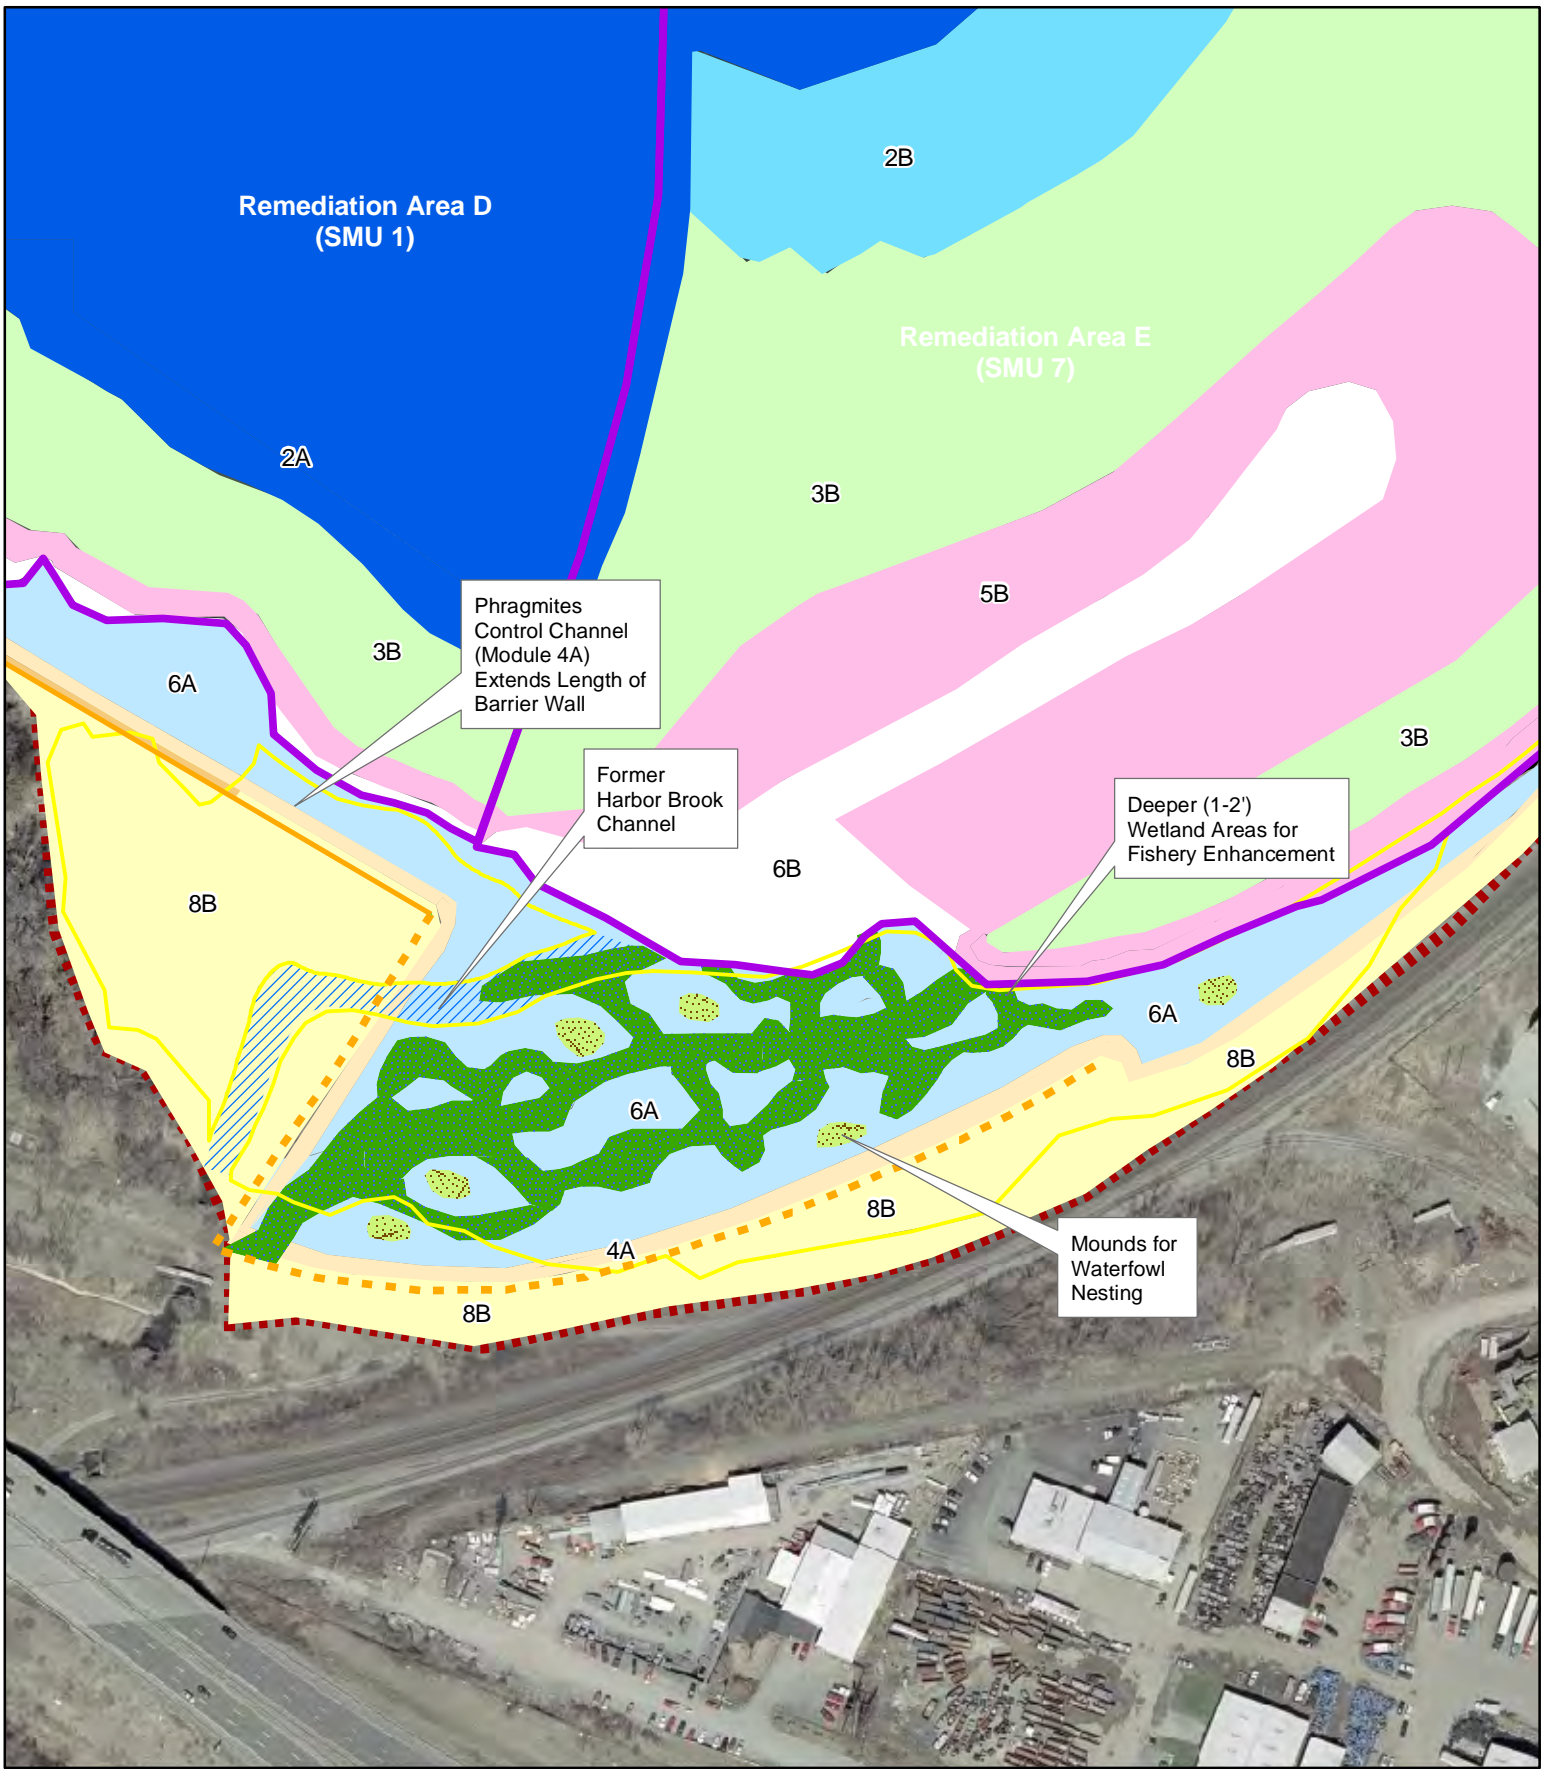 2B
Remediation Area D
(SMU 1)
Remediation Area E
(SMU 7)
2A
3B
5B
Phragmites
Control Channel
(Module 4A)
Extends Length of
Barrier Wall
3B
6A
3B
Former
Harbor Brook
Channel
Deeper (1-2')
Wetland Areas for
Fishery Enhancement
6B
8B
6A
8B
6A
8B
4A
Mounds for
Waterfowl
Nesting
8B